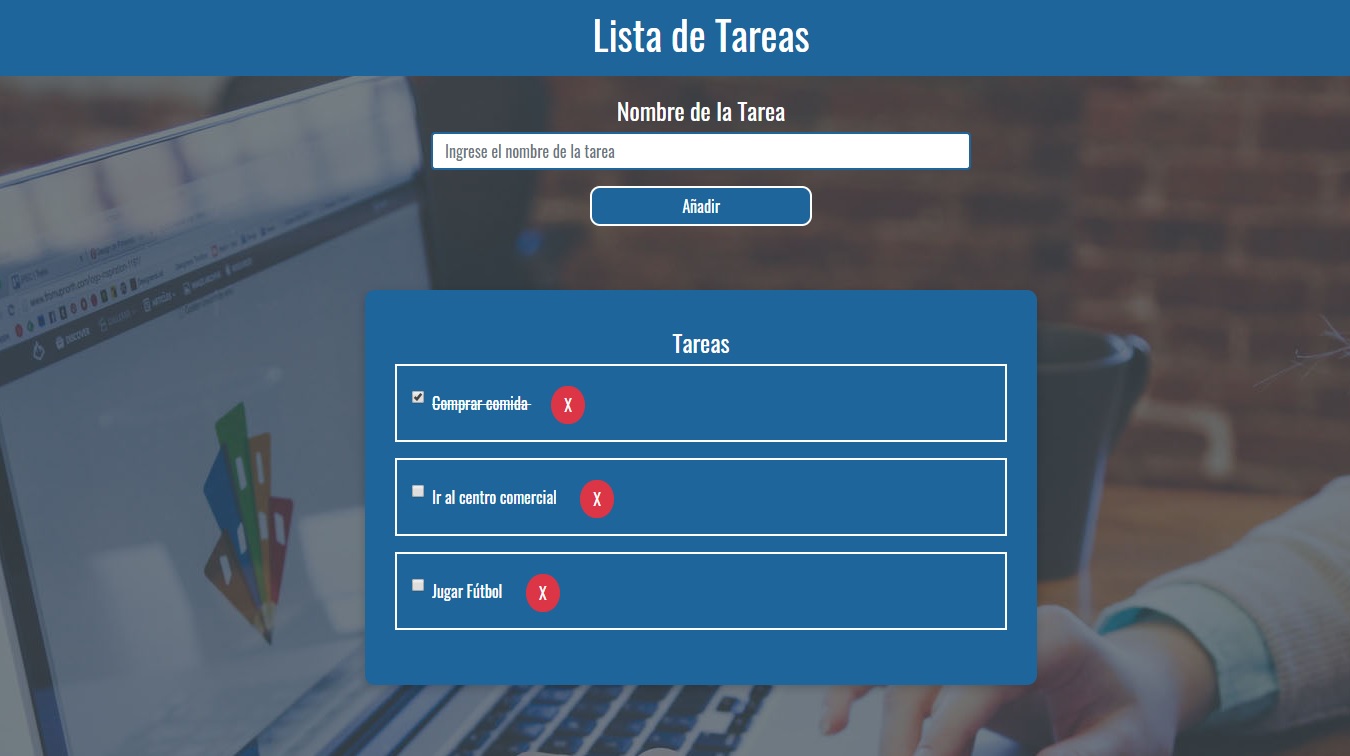 Lista de Tareas
Nombre de la Tarea
Ingrese el nombre de la tarea
Añadir
Tareas
Comprar comida
X
Ir al centro comercial
X
Jugar Fútbol
X
DISCOVER